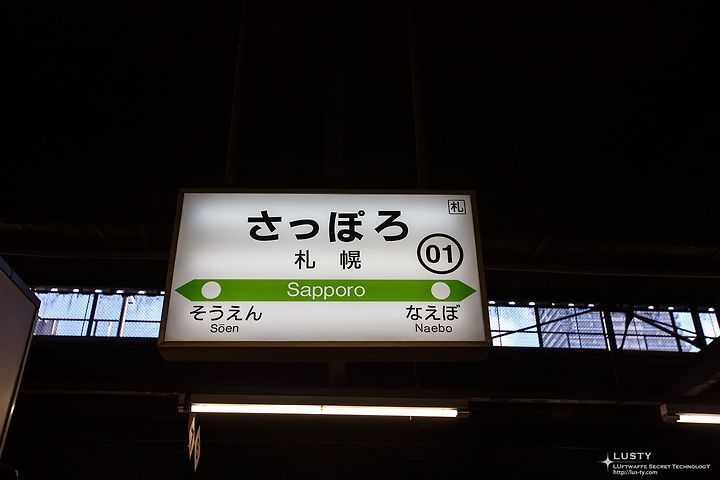 札
さっぽろ
札 幌
01
Sapporo
そうえん
Sōen
なえぼ
Naebo
LUSTY
LUFTWAFFE SECRET TECHNOLOGY
http://lus-ty.com